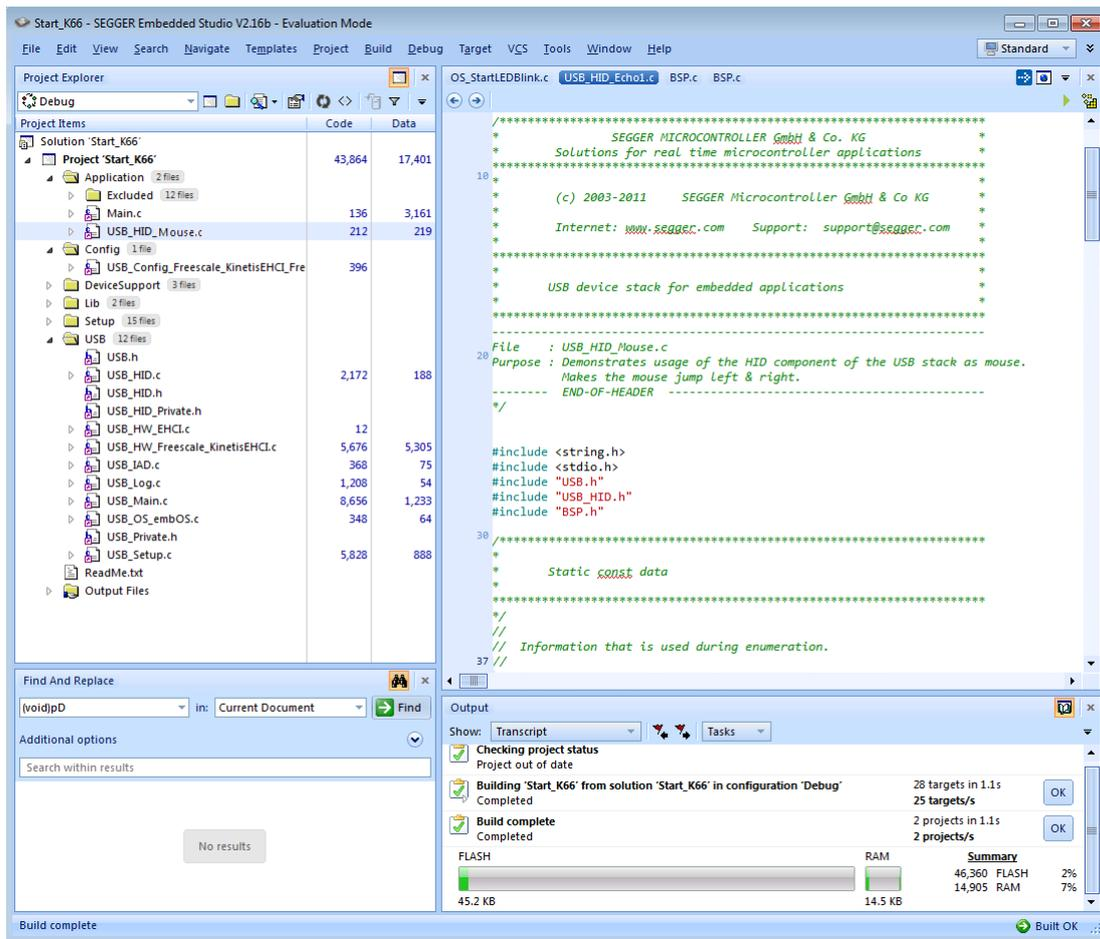 Start_K66 - SEGGER Embedded Studio V2.16b - Evaluation Mode
File Edit View Search Navigate Templates Project Build Debug Target VCS Tools Window Help
Standard
Project Explorer
Debug
Project Items Code Data
Solution 'Start_K66'
Project 'Start_K66' 43,864 17,401
Application 2 files
Excluded 12 files
Main.c 136 3,161
USB_HID_Mouse.c 212 219
Config 1 file
USB_Config_Freescale_KinetisEHCI_Fre 396
DeviceSupport 3 files
Lib 2 files
Setup 15 files
USB 12 files
USB.h
USB_HID.c 2,172 188
USB_HID.h
USB_HID_Private.h
USB_HW_EHCI.c 12
USB_HW_Freescale_KinetisEHCI.c 5,676 5,305
USB_IAD.c 368 75
USB_Log.c 1,208 54
USB_Main.c 8,656 1,233
USB_OS_embOS.c 348 64
USB_Private.h
USB_Setup.c 5,828 888
ReadMe.txt
Output Files
Find And Replace
(void)pD in: Current Document Find
Additional options
Search within results
No results
OS_StartLEDBlink.c USB_HID_Echo1.c BSP.c BSP.c
/**********************************************************************
* SEGGER MICROCONTROLLER GmbH & Co. KG *
* Solutions for real time microcontroller applications *
***********************************************************************
10 * *
* (c) 2003-2011 SEGGER Microcontroller GmbH & Co KG *
* *
* Internet: www.segger.com Support: support@segger.com *
* *
***********************************************************************
* *
* USB device stack for embedded applications *
* *
***********************************************************************
-----------------------------------------------------------------------
File : USB_HID_Mouse.c
20 Purpose : Demonstrates usage of the HID component of the USB stack as mouse.
Makes the mouse jump left & right.
-------- END-OF-HEADER ----------------------------------------------
*/
#include <string.h>
#include <stdio.h>
#include "USB.h"
#include "USB_HID.h"
#include "BSP.h"
30
/**********************************************************************
*
* Static const data
*
***********************************************************************
*/
//
// Information that is used during enumeration.
37 //
Output
Show: Transcript Tasks
Checking project status
Project out of date
Building 'Start_K66' from solution 'Start_K66' in configuration 'Debug' 28 targets in 1.1s OK
Completed 25 targets/s
Build complete 2 projects in 1.1s OK
Completed 2 projects/s
FLASH RAM Summary
46,360 FLASH 2%
14,905 RAM 7%
45.2 KB 14.5 KB
Build complete Built OK